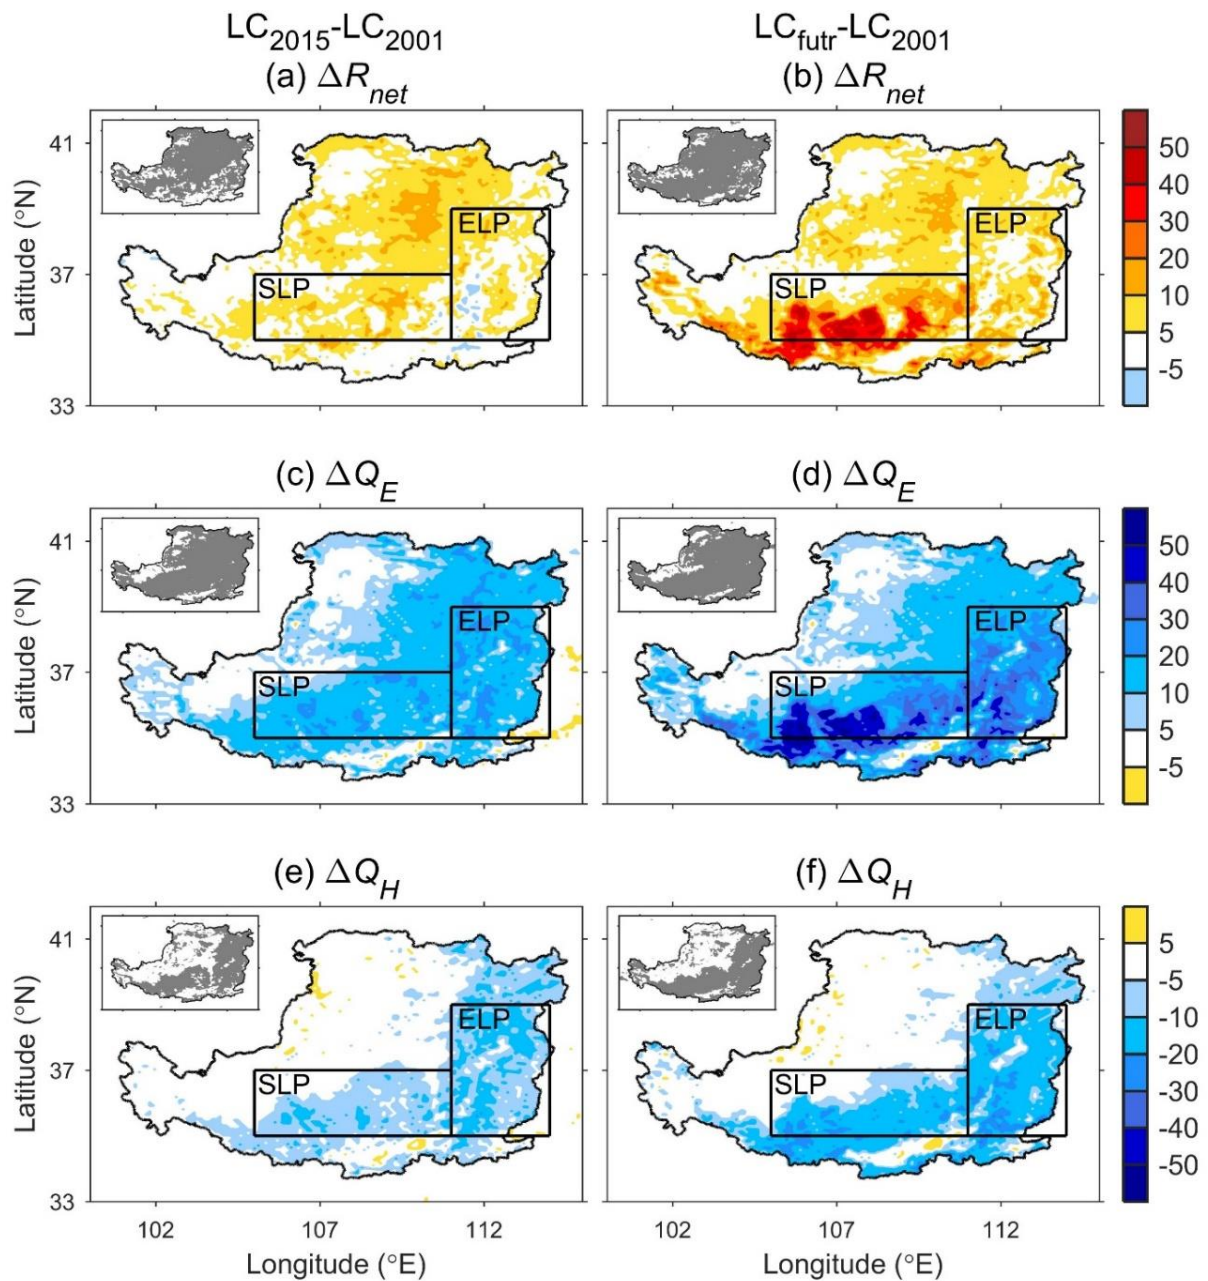 LC2015-LC2001
LCfutr-LC2001
(a) ΔRnet
(b) ΔRnet
Latitude (°N)
41
37
33
SLP
ELP
SLP
ELP
50
40
30
20
10
5
-5
(c) ΔQE
(d) ΔQE
Latitude (°N)
41
37
33
SLP
ELP
SLP
ELP
50
40
30
20
10
5
-5
(e) ΔQH
(f) ΔQH
Latitude (°N)
41
37
33
SLP
ELP
SLP
ELP
5
-5
-10
-20
-30
-40
-50
102 107 112
102 107 112
Longitude (°E)
Longitude (°E)